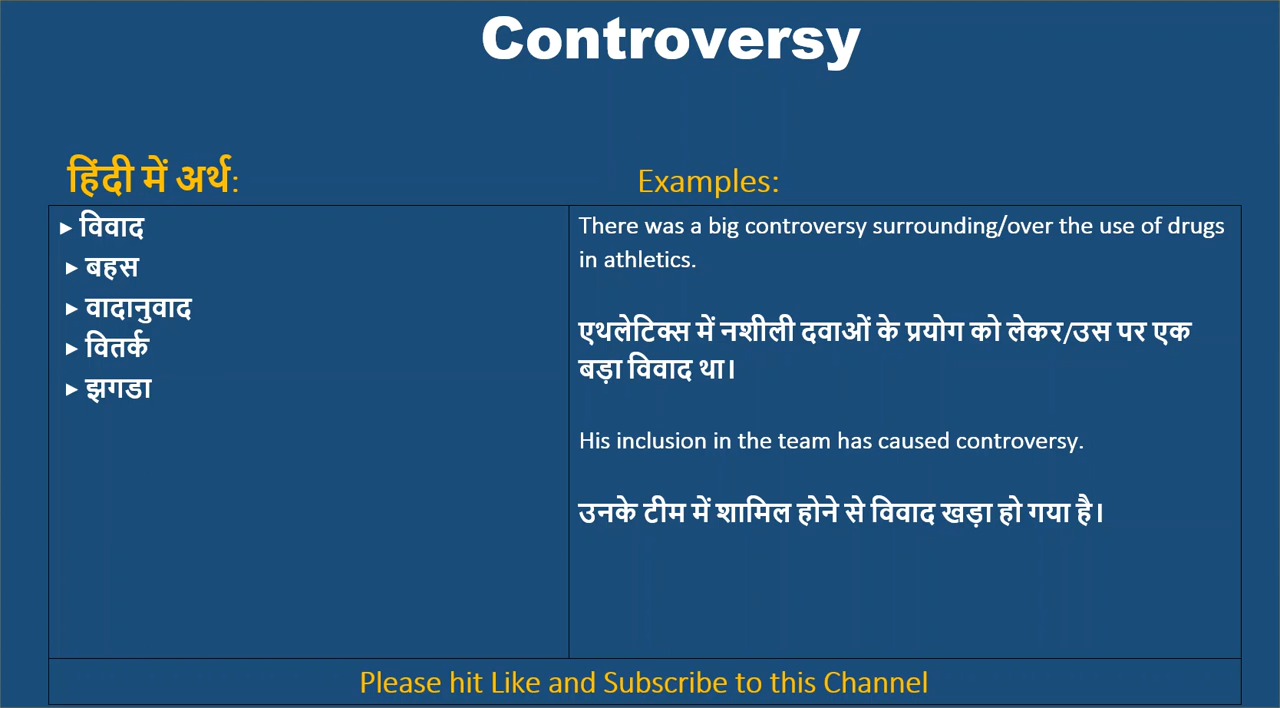 Controversy
हिंदी में अर्थ:
▸ विवाद
▸ बहस
▸ वादानुवाद
▸ वितर्क
▸ झगडा
Examples:
There was a big controversy surrounding/over the use of drugs
in athletics.
एथलेटिक्स में नशीली दवाओं के प्रयोग को लेकर/उस पर एक
बड़ा विवाद था।
His inclusion in the team has caused controversy.
उनके टीम में शामिल होने से विवाद खड़ा हो गया है।
Please hit Like and Subscribe to this Channel